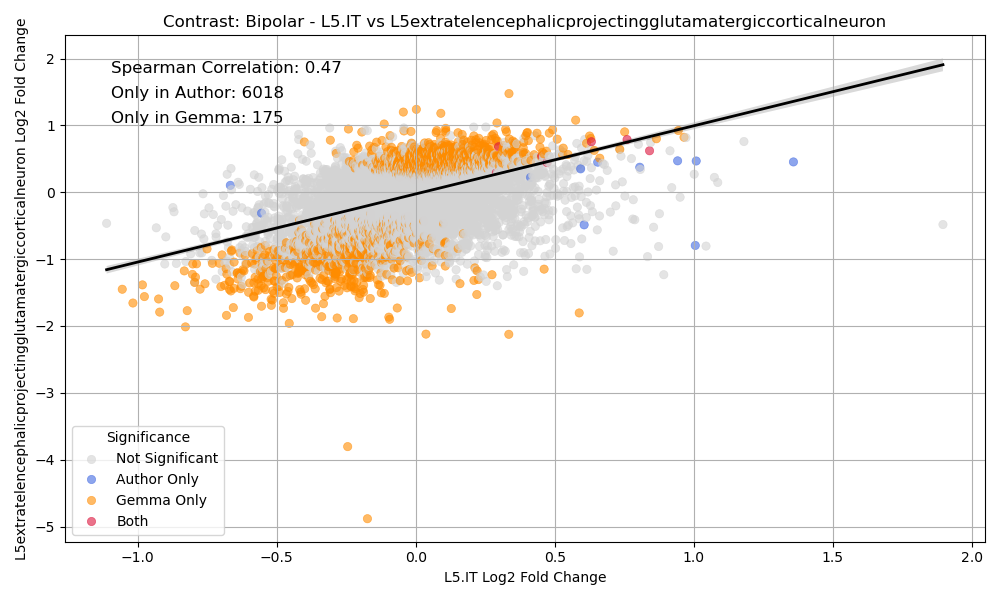 Contrast: Bipolar - L5.IT vs L5extratelencephalicprojectingglutamatergiccorticalneuron
L5extratelencephalicprojectingglutamatergiccorticalneuron Log2 Fold Change
Spearman Correlation: 0.47
Only in Author: 6018
Only in Gemma: 175
2
1
0
−1
−2
−3
−4
−5
Significance
Not Significant
Author Only
Gemma Only
Both
−1.0
−0.5
0.0
0.5
1.0
1.5
2.0
L5.IT Log2 Fold Change